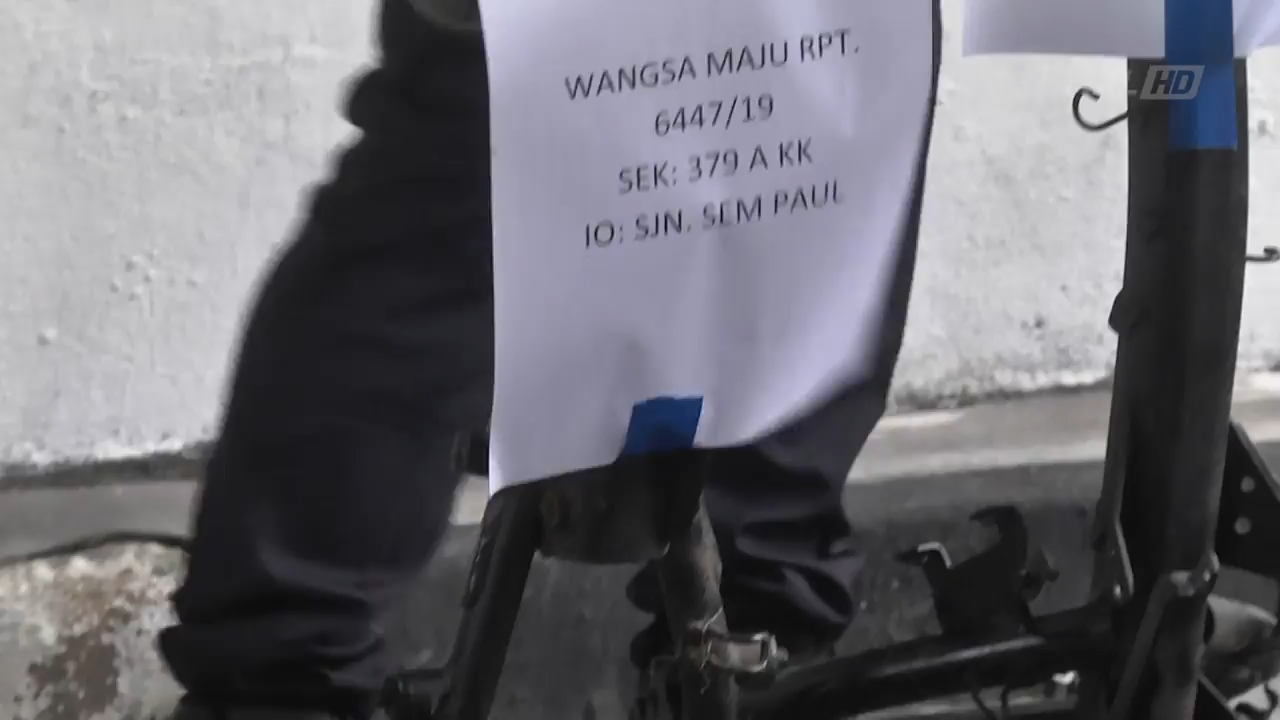 WANGSA MAJU RPT.
6447/19
SEK: 379 A KK
IO: SJN. SEM PAUL
HD